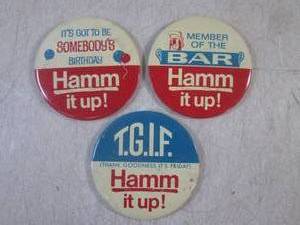 IT'S GOT TO BE
SOMEBODY'S
BIRTHDAY
Hamm
it up!
MEMBER
OF THE
BAR
Hamm
it up!
T.G.I.F.
(THANK GOODNESS IT'S FRIDAY)
Hamm
it up!